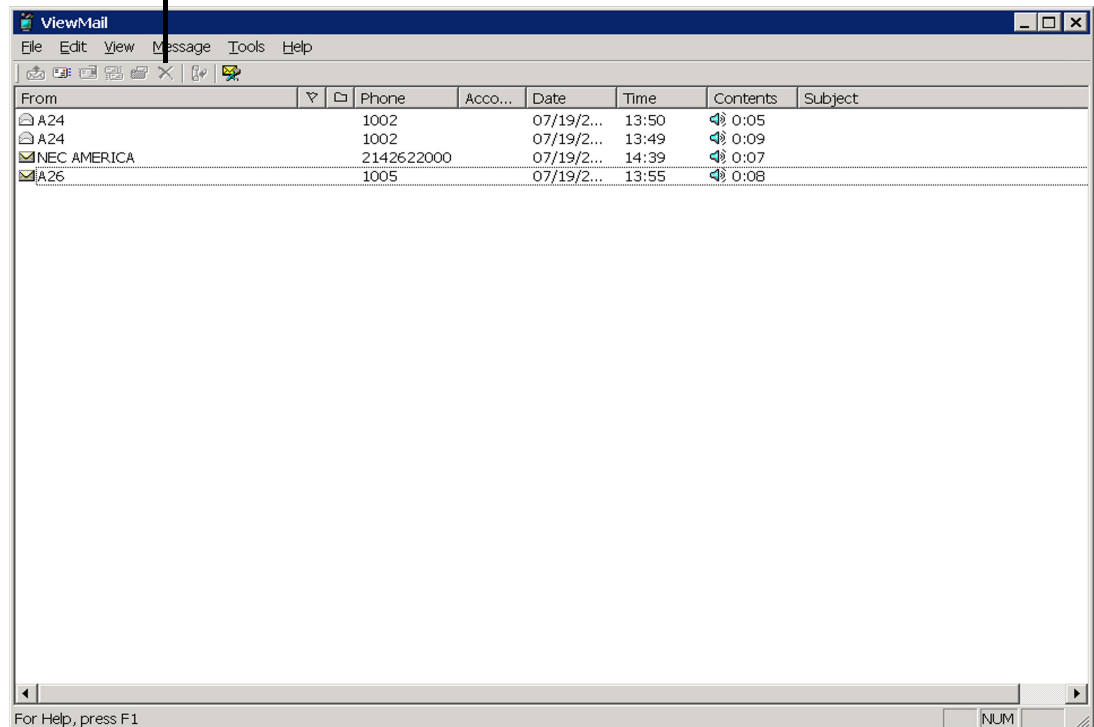 ViewMail
File Edit View Message Tools Help
From Phone Acco... Date Time Contents Subject
A24 1002 07/19/2... 13:50 0:05
A24 1002 07/19/2... 13:49 0:09
NEC AMERICA 2142622000 07/19/2... 14:39 0:07
A26 1005 07/19/2... 13:55 0:08
For Help, press F1 NUM